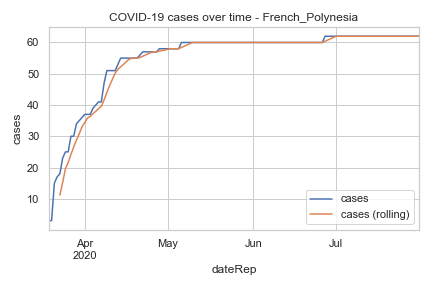 COVID-19 cases over time - French_Polynesia
60
50
40
30
20
10
cases
Apr
2020
May
Jun
Jul
dateRep
cases
cases (rolling)